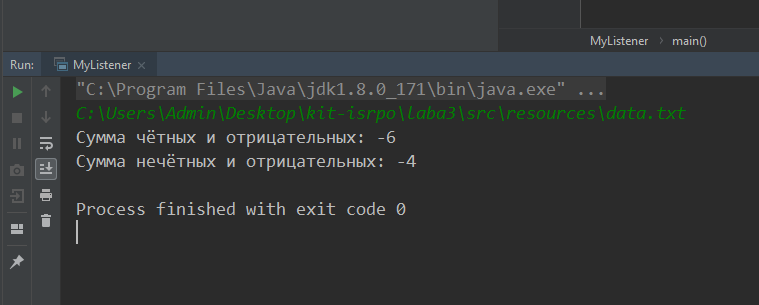 MyListener > main()
Run: MyListener ×
"C:\Program Files\Java\jdk1.8.0_171\bin\java.exe" ...
C:\Users\Admin\Desktop\kit-isrpo\laba3\src\resources\data.txt
Сумма чётных и отрицательных: -6
Сумма нечётных и отрицательных: -4
Process finished with exit code 0